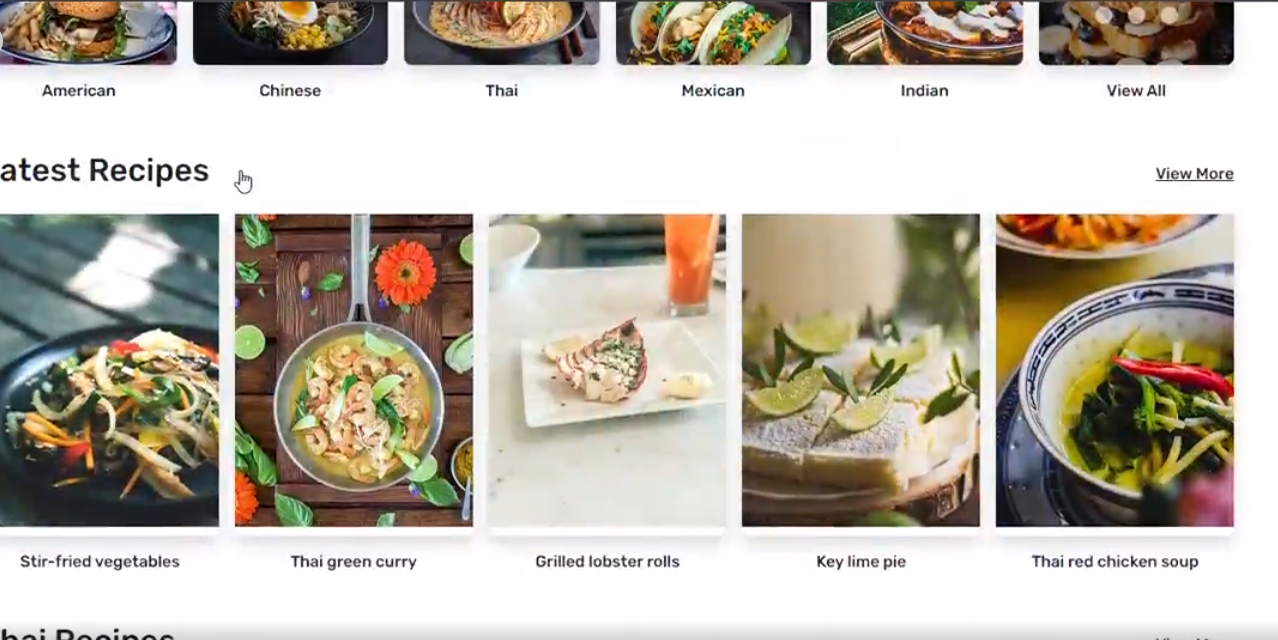 American
Chinese
Thai
Mexican
Indian
View All
atest Recipes
View More
Stir-fried vegetables
Thai green curry
Grilled lobster rolls
Key lime pie
Thai red chicken soup
hai Recipes